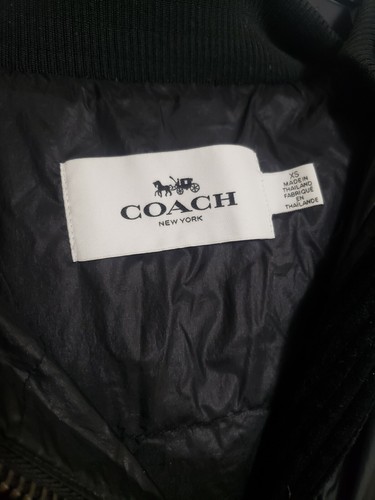 COACH
NEW YORK
XS
MADE IN
THAILAND
FABRIQUÉ
EN
THAÏLANDE